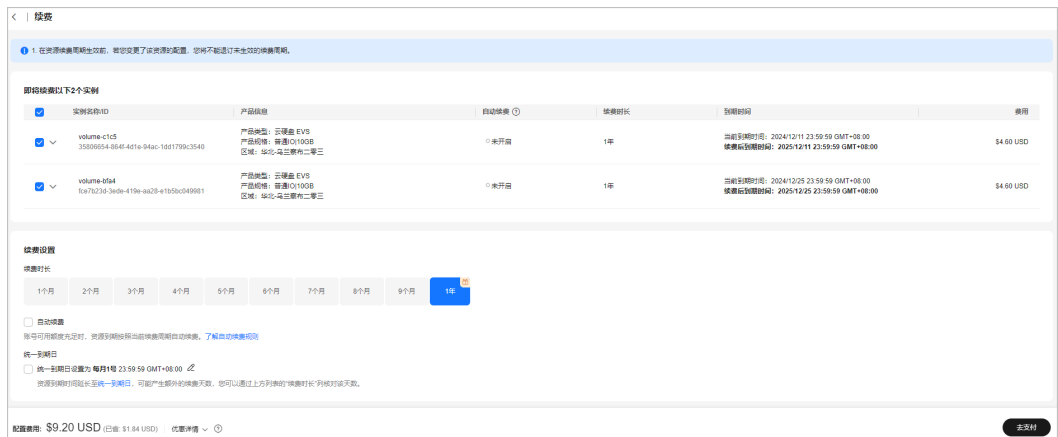 < | 续费
1. 在资源续费周期生效前，若您变更了该资源的配置，您将不能退订未生效的续费周期。
即将续费以下2个实例
实例名称/ID 产品信息 自动续费 续费时长 到期时间 费用
volume-c1c5
35806654-864f-4d1e-94ac-1dd1799c3540
产品类型：云硬盘 EVS
产品规格：普通IO|10GB
区域：华北-乌兰察布二零三
未开启
1年
当前到期时间：2024/12/11 23:59:59 GMT+08:00
续费后到期时间：2025/12/11 23:59:59 GMT+08:00
$4.60 USD
volume-bfa4
fce7b23d-3ede-419e-aa28-e1b5bc049981
产品类型：云硬盘 EVS
产品规格：普通IO|10GB
区域：华北-乌兰察布二零三
未开启
1年
当前到期时间：2024/12/25 23:59:59 GMT+08:00
续费后到期时间：2025/12/25 23:59:59 GMT+08:00
$4.60 USD
续费设置
续费时长
1个月 2个月 3个月 4个月 5个月 6个月 7个月 8个月 9个月 1年
自动续费
账号可用额度充足时，资源到期按照当前续费周期自动续费。了解自动续费规则
统一到期日
统一到期日设置为 每月1号 23:59:59 GMT+08:00
资源到期时间延长至统一到期日，可能产生额外的续费天数，您可以通过上方列表的“续费时长”列核对该天数。
配置费用：$9.20 USD (已省: $1.84 USD) 优惠详情
去支付